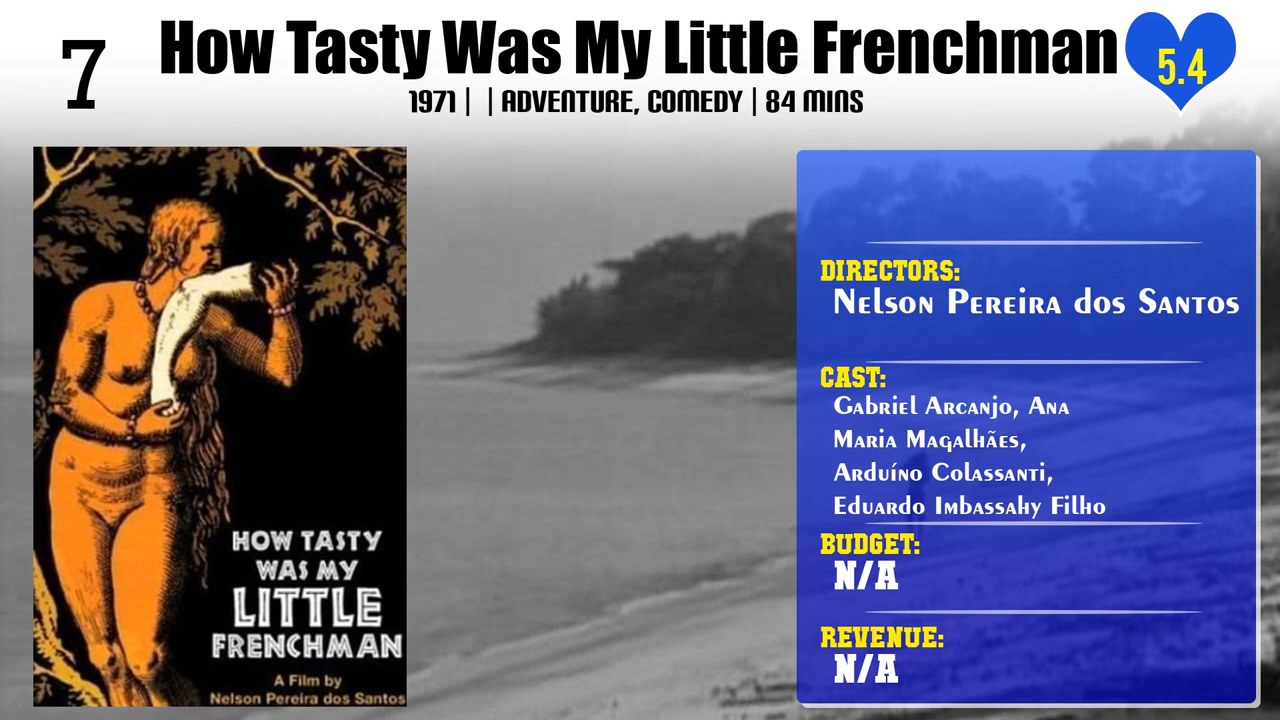 7
How Tasty Was My Little Frenchman
5.4
1971 | | ADVENTURE, COMEDY | 84 MINS
HOW TASTY
WAS MY
LITTLE
FRENCHMAN
A Film by
Nelson Pereira dos Santos
DIRECTORS:
Nelson Pereira dos Santos
CAST:
Gabriel Arcanjo, Ana
Maria Magalhães,
Arduíno Colassanti,
Eduardo Imbassahy Filho
BUDGET:
N/A
REVENUE:
N/A